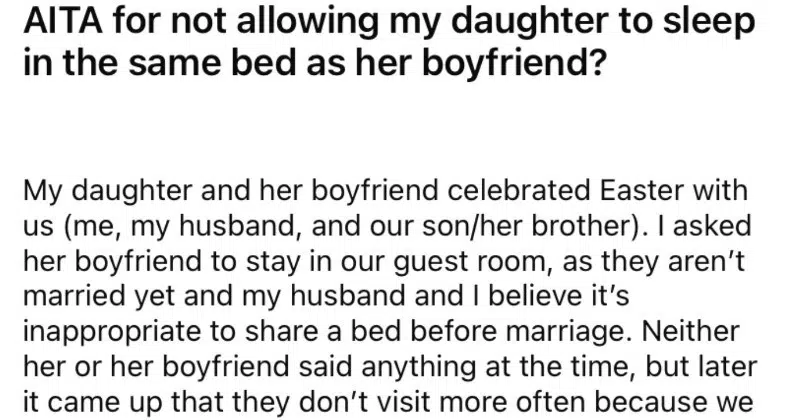 AITA for not allowing my daughter to sleep
in the same bed as her boyfriend?
My daughter and her boyfriend celebrated Easter with
us (me, my husband, and our son/her brother). I asked
her boyfriend to stay in our guest room, as they aren’t
married yet and my husband and I believe it’s
inappropriate to share a bed before marriage. Neither
her or her boyfriend said anything at the time, but later
it came up that they don’t visit more often because we